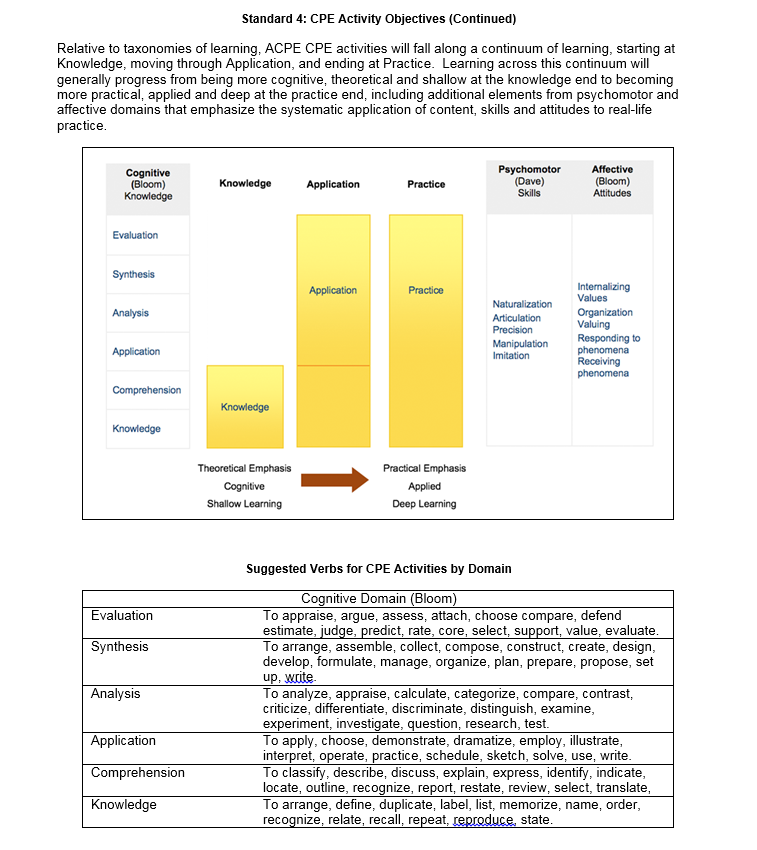 Standard 4: CPE Activity Objectives (Continued)
Relative to taxonomies of learning, ACPE CPE activities will fall along a continuum of learning, starting at
Knowledge, moving through Application, and ending at Practice.  Learning across this continuum will
generally progress from being more cognitive, theoretical and shallow at the knowledge end to becoming
more practical, applied and deep at the practice end, including additional elements from psychomotor and
affective domains that emphasize the systematic application of content, skills and attitudes to real-life
practice.
Cognitive
(Bloom)
Knowledge
Knowledge
Application
Practice
Psychomotor
(Dave)
Skills
Affective
(Bloom)
Attitudes
Evaluation
Synthesis
Analysis
Application
Comprehension
Knowledge
Knowledge
Application
Practice
Naturalization
Articulation
Precision
Manipulation
Imitation
Internalizing
Values
Organization
Valuing
Responding to
phenomena
Receiving
phenomena
Theoretical Emphasis
Cognitive
Shallow Learning
Practical Emphasis
Applied
Deep Learning
Suggested Verbs for CPE Activities by Domain
Cognitive Domain (Bloom)
Evaluation
To appraise, argue, assess, attach, choose compare, defend
estimate, judge, predict, rate, core, select, support, value, evaluate.
Synthesis
To arrange, assemble, collect, compose, construct, create, design,
develop, formulate, manage, organize, plan, prepare, propose, set
up, write.
Analysis
To analyze, appraise, calculate, categorize, compare, contrast,
criticize, differentiate, discriminate, distinguish, examine,
experiment, investigate, question, research, test.
Application
To apply, choose, demonstrate, dramatize, employ, illustrate,
interpret, operate, practice, schedule, sketch, solve, use, write.
Comprehension
To classify, describe, discuss, explain, express, identify, indicate,
locate, outline, recognize, report, restate, review, select, translate,
Knowledge
To arrange, define, duplicate, label, list, memorize, name, order,
recognize, relate, recall, repeat, reproduce, state.